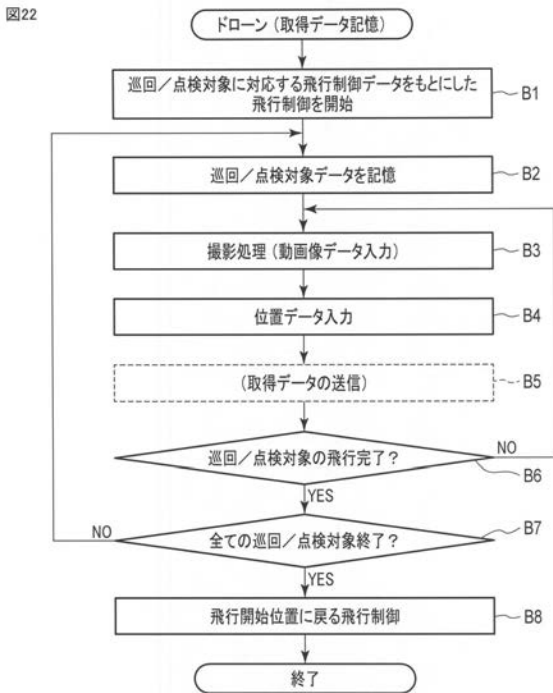 図22
ドローン(取得データ記憶)
巡回/点検対象に対応する飛行制御データをもとにした
飛行制御を開始
B1
巡回/点検対象データを記憶
B2
撮影処理(動画像データ入力)
B3
位置データ入力
B4
(取得データの送信)
B5
巡回/点検対象の飛行完了?
NO
B6
YES
NO
全ての巡回/点検対象終了?
B7
YES
飛行開始位置に戻る飛行制御
B8
終了